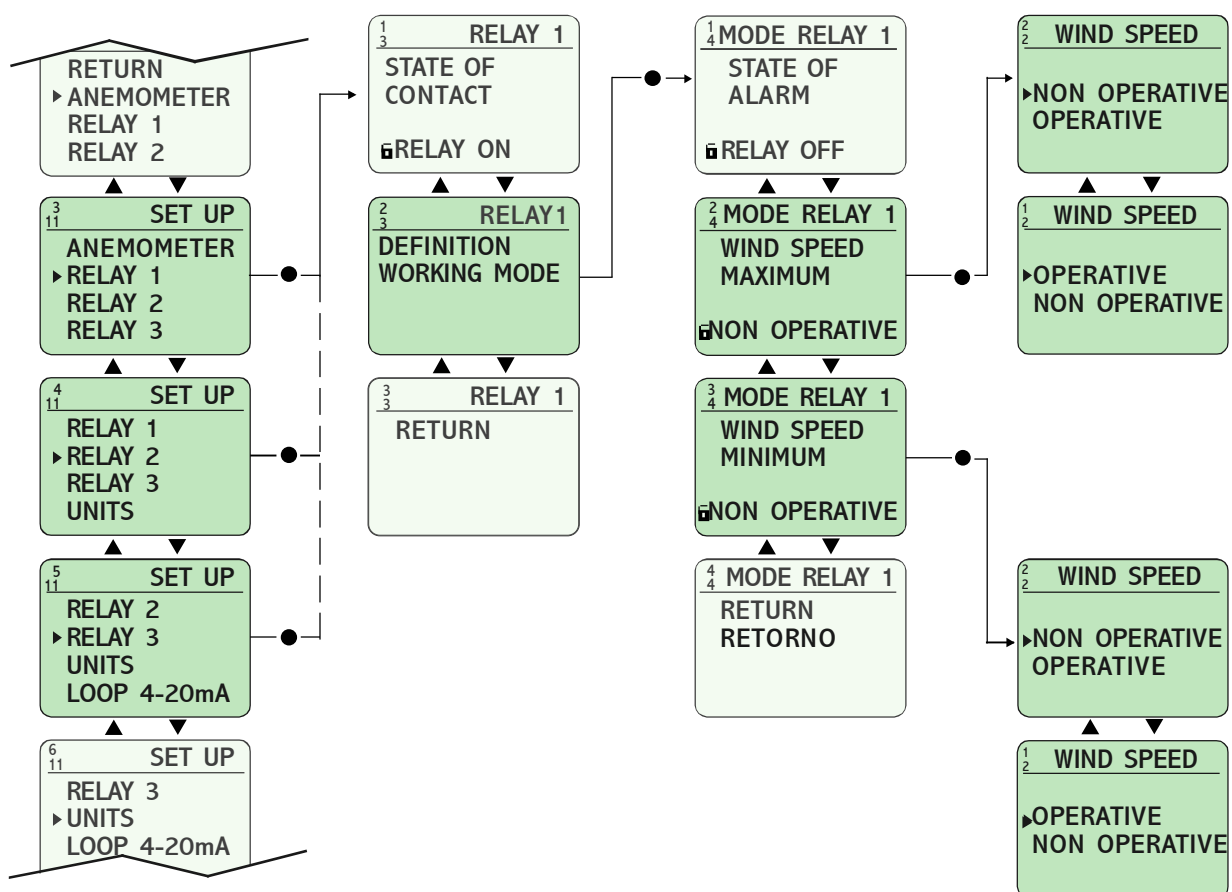 RETURN
ANEMOMETER
RELAY 1
RELAY 2
3
11
SET UP
ANEMOMETER
RELAY 1
RELAY 2
RELAY 3
4
11
SET UP
RELAY 1
RELAY 2
RELAY 3
UNITS
5
11
SET UP
RELAY 2
RELAY 3
UNITS
LOOP 4-20mA
6
11
SET UP
RELAY 3
UNITS
LOOP 4-20mA
1
3
RELAY 1
STATE OF
CONTACT
RELAY ON
2
3
RELAY1
DEFINITION
WORKING MODE
3
3
RELAY 1
RETURN
1
4
MODE RELAY 1
STATE OF
ALARM
RELAY OFF
2
4
MODE RELAY 1
WIND SPEED
MAXIMUM
NON OPERATIVE
3
4
MODE RELAY 1
WIND SPEED
MINIMUM
NON OPERATIVE
4
4
MODE RELAY 1
RETURN
RETORNO
2
2
WIND SPEED
NON OPERATIVE
OPERATIVE
1
2
WIND SPEED
OPERATIVE
NON OPERATIVE
2
2
WIND SPEED
NON OPERATIVE
OPERATIVE
1
2
WIND SPEED
OPERATIVE
NON OPERATIVE